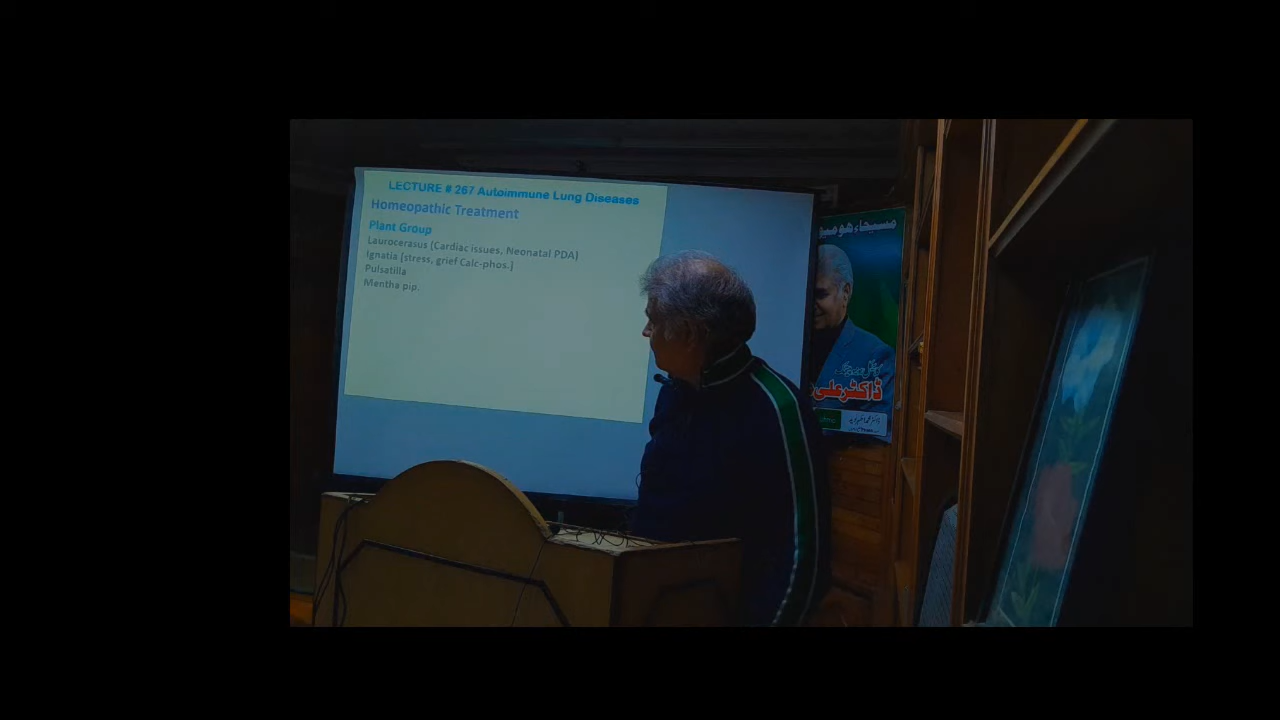 LECTURE # 267 Autoimmune Lung Diseases
Homeopathic Treatment
Plant Group
Laurocerasus (Cardiac issues, Neonatal PDA)
Ignatia [stress, grief Calc-phos.]
Pulsatilla
Mentha pip.
مسیحاء ہومیو
ڈاکٹر علی